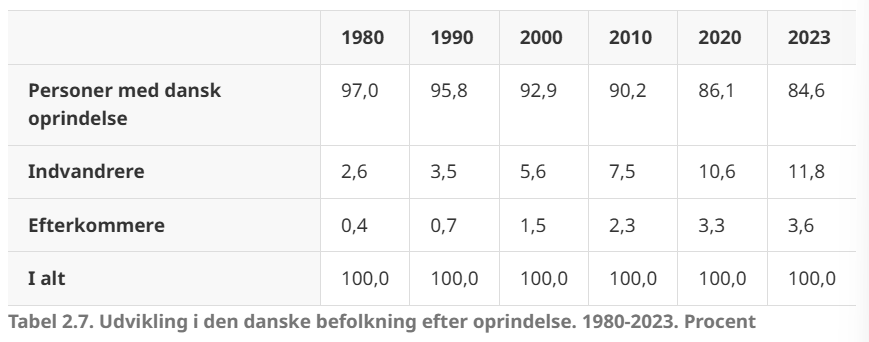 1980 1990 2000 2010 2020 2023
Personer med dansk 97,0 95,8 92,9 90,2 86,1 84,6
oprindelse
Indvandrere 2,6 3,5 5,6 7,5 10,6 11,8
Efterkommere 0,4 0,7 1,5 2,3 3,3 3,6
I alt 100,0 100,0 100,0 100,0 100,0 100,0
Tabel 2.7. Udvikling i den danske befolkning efter oprindelse. 1980-2023. Procent